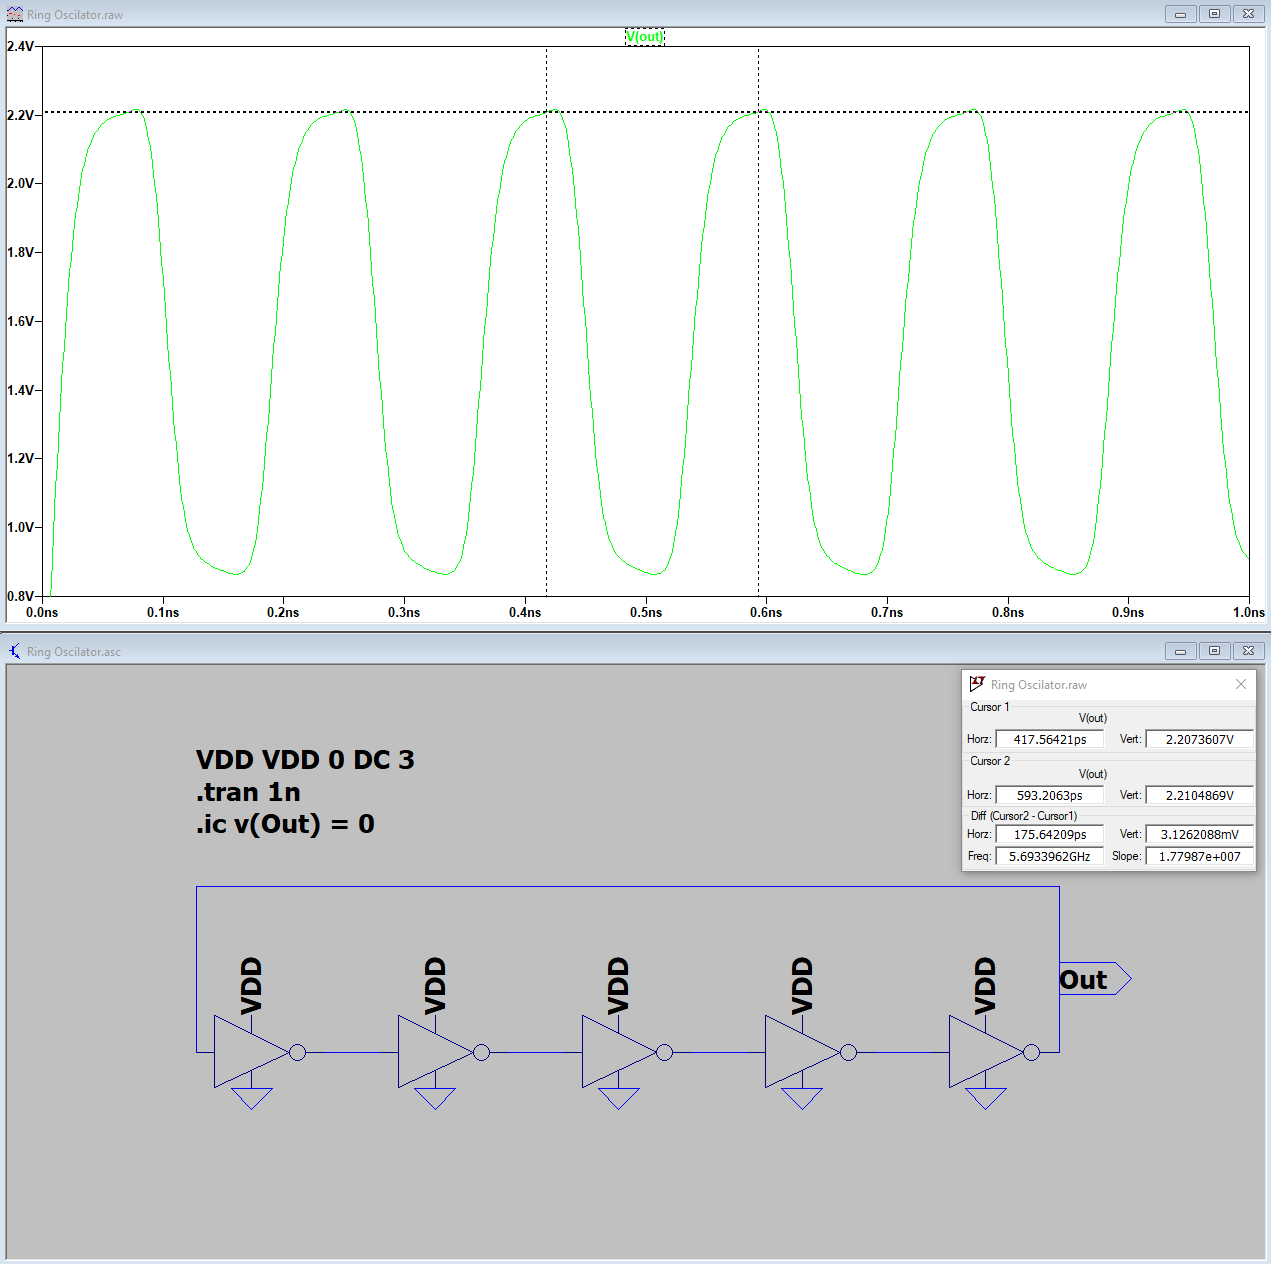 Ring Oscilator.raw
V(out)
2.4V
2.2V
2.0V
1.8V
1.6V
1.4V
1.2V
1.0V
0.8V
0.0ns 0.1ns 0.2ns 0.3ns 0.4ns 0.5ns 0.6ns 0.7ns 0.8ns 0.9ns 1.0ns
Ring Oscilator.asc
VDD VDD 0 DC 3
.tran 1n
.ic v(Out) = 0
Ring Oscilator.raw
Cursor 1
V(out)
Horz: 417.56421ps Vert: 2.2073607V
Cursor 2
V(out)
Horz: 593.2063ps Vert: 2.2104869V
Diff (Cursor2 - Cursor1)
Horz: 175.64209ps Vert: 3.1262088mV
Freq: 5.6933962GHz Slope: 1.77987e+007
VDD VDD VDD VDD VDD
Out